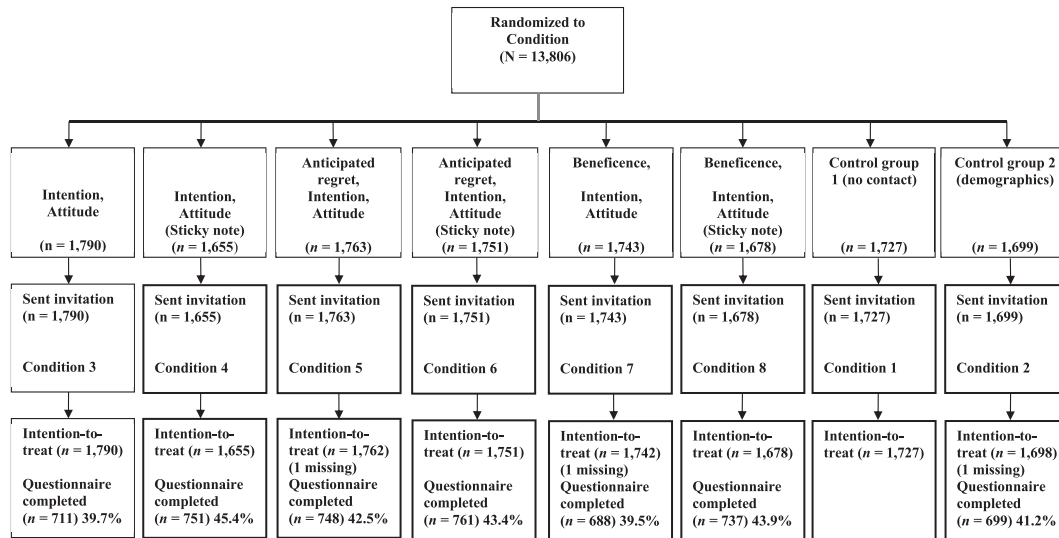 Randomized to
Condition
(N = 13,806)
Intention,
Attitude
(n = 1,790)
Intention,
Attitude
(Sticky note)
(n = 1,655)
Anticipated
regret,
Intention,
Attitude
(n = 1,763)
Anticipated
regret,
Intention,
Attitude
(Sticky note)
(n = 1,751)
Beneficence,
Intention,
Attitude
(n = 1,743)
Beneficence,
Intention,
Attitude
(Sticky note)
(n = 1,678)
Control group
1 (no contact)
(n = 1,727)
Control group 2
(demographics)
(n = 1,699)
Sent invitation
(n = 1,790)
Condition 3
Sent invitation
(n = 1,655)
Condition 4
Sent invitation
(n = 1,763)
Condition 5
Sent invitation
(n = 1,751)
Condition 6
Sent invitation
(n = 1,743)
Condition 7
Sent invitation
(n = 1,678)
Condition 8
Sent invitation
(n = 1,727)
Condition 1
Sent invitation
(n = 1,699)
Condition 2
Intention-to-
treat (n = 1,790)
Questionnaire
completed
(n = 711) 39.7%
Intention-to-
treat (n = 1,655)
Questionnaire
completed
(n = 751) 45.4%
Intention-to-
treat (n = 1,762)
(1 missing)
Questionnaire
completed
(n = 748) 42.5%
Intention-to-
treat (n = 1,751)
Questionnaire
completed
(n = 761) 43.4%
Intention-to-
treat (n = 1,742)
(1 missing)
Questionnaire
completed
(n = 688) 39.5%
Intention-to-
treat (n = 1,678)
Questionnaire
completed
(n = 737) 43.9%
Intention-to-
treat (n = 1,727)
Intention-to-
treat (n = 1,698)
(1 missing)
Questionnaire
completed
(n = 699) 41.2%